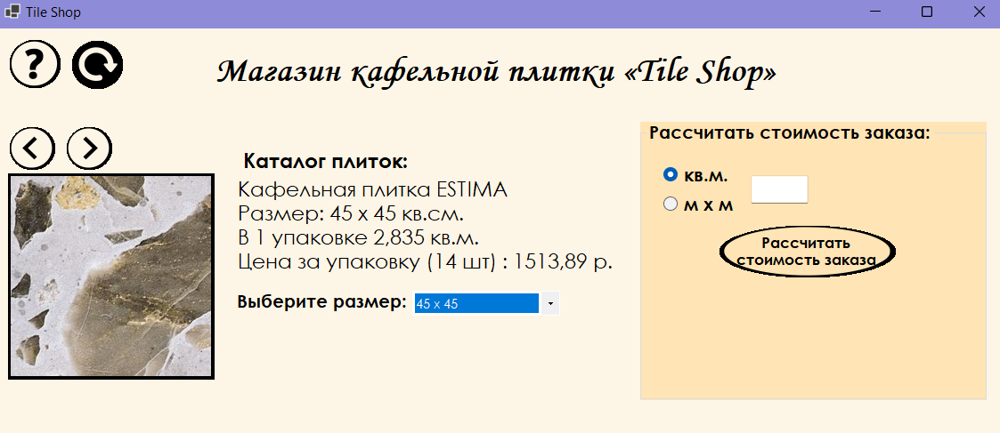 Tile Shop
Магазин кафельной плитки «Tile Shop»
Каталог плиток:
Кафельная плитка ESTIMA
Размер: 45 x 45 кв.см.
В 1 упаковке 2,835 кв.м.
Цена за упаковку (14 шт) : 1513,89 р.
Выберите размер: 45 x 45
Рассчитать стоимость заказа:
кв.м.
м x м
Рассчитать
стоимость заказа